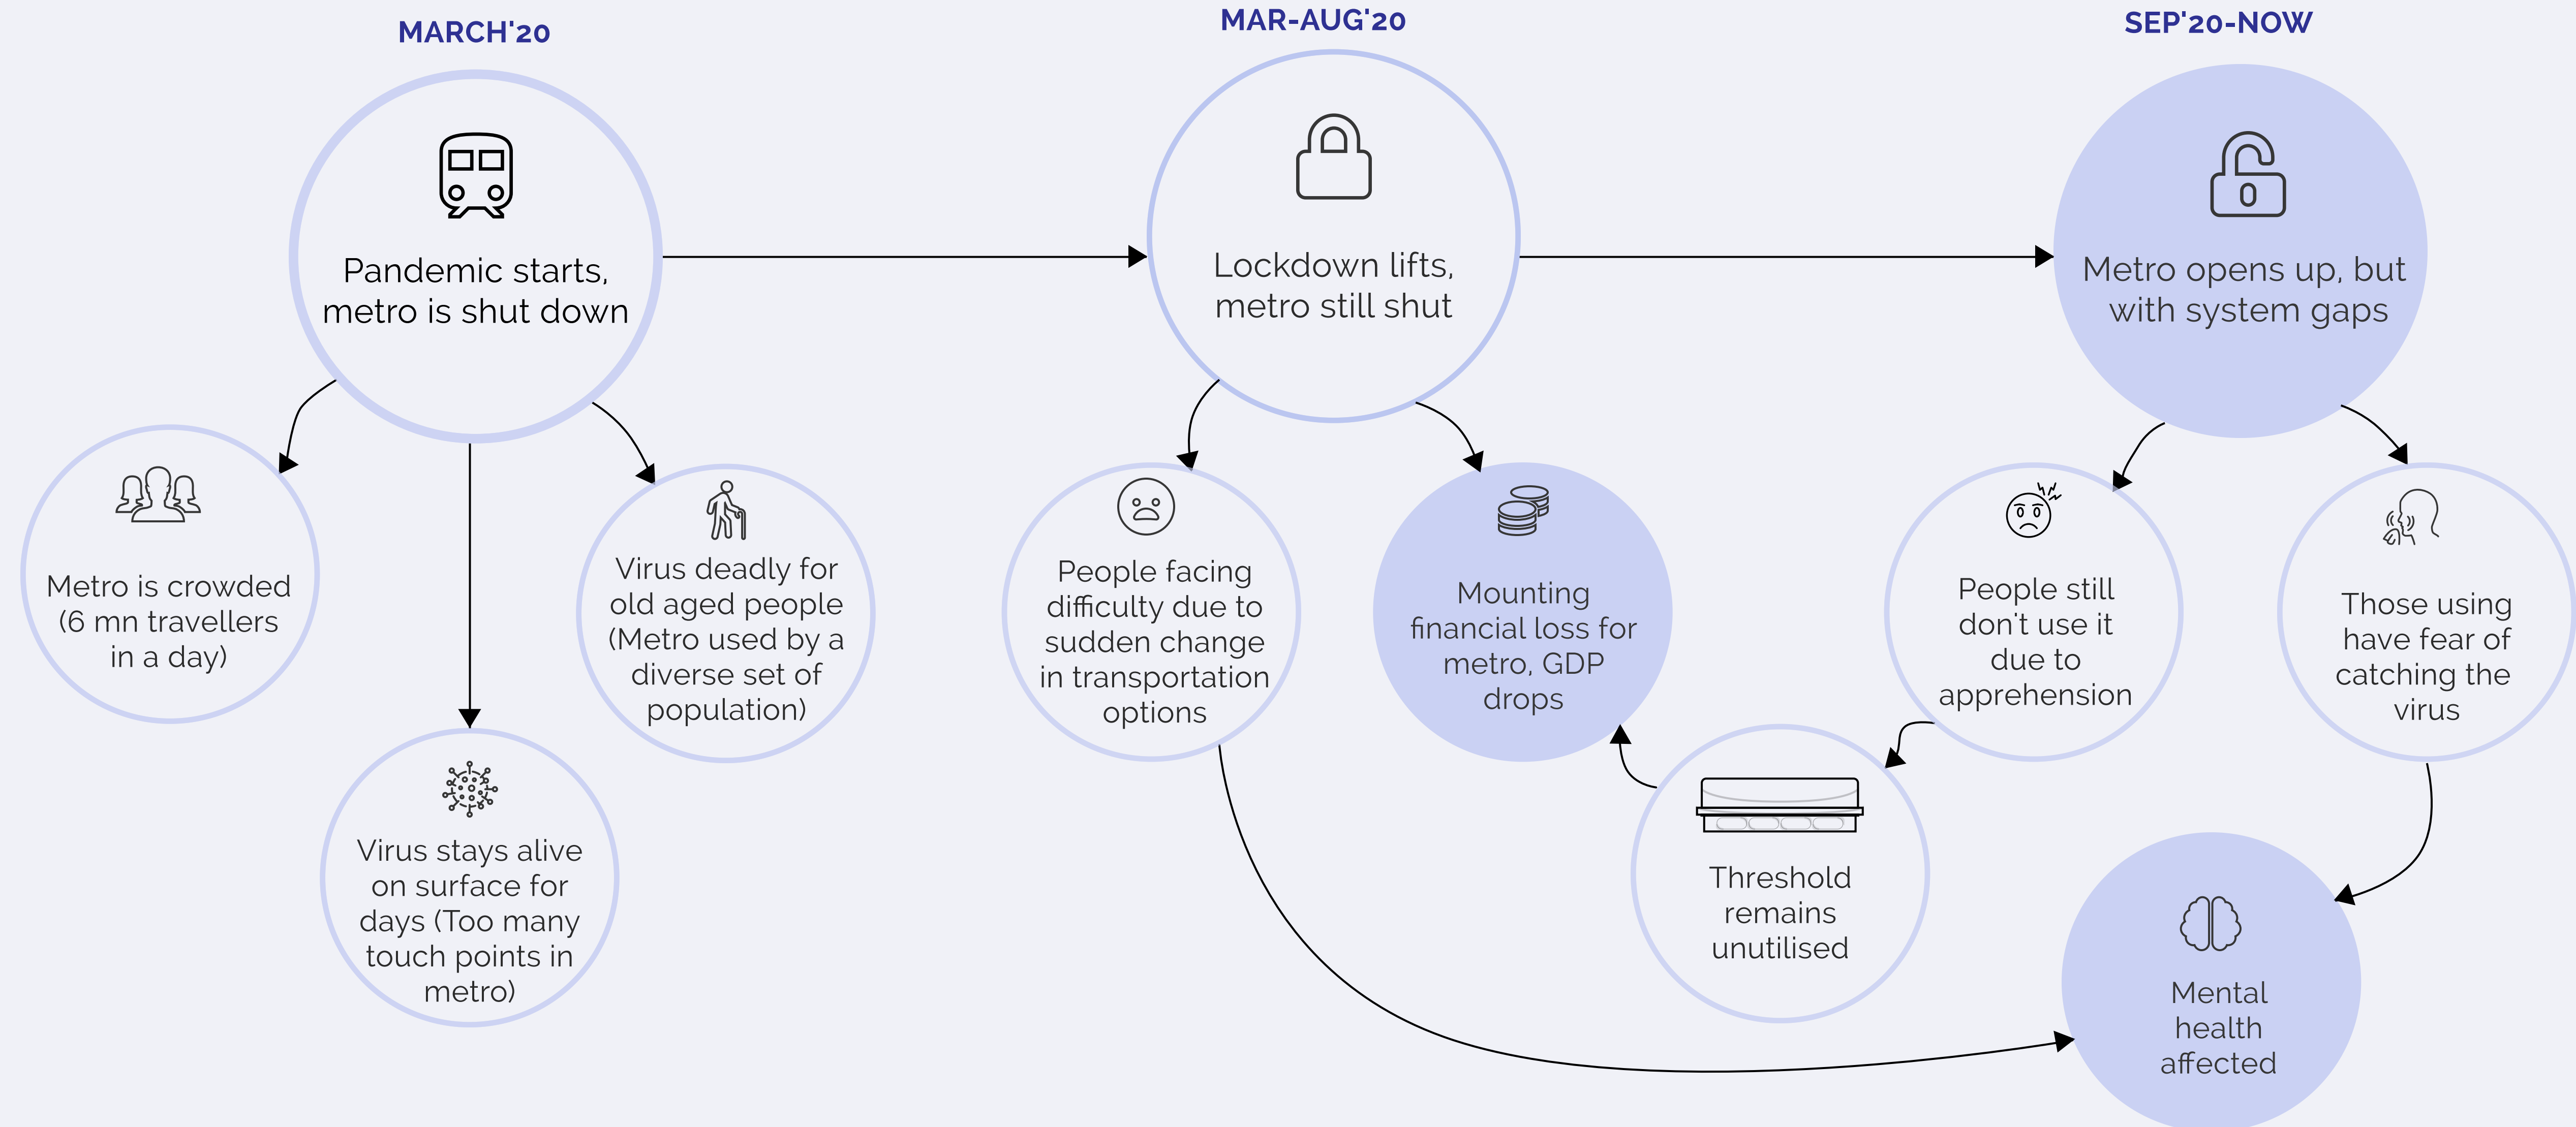 MARCH'20
MAR-AUG'20
SEP'20-NOW
Pandemic starts,
metro is shut down
Lockdown lifts,
metro still shut
Metro opens up, but
with system gaps
Metro is crowded
(6 mn travellers
in a day)
Virus stays alive
on surface for
days (Too many
touch points in
metro)
Virus deadly for
old aged people
(Metro used by a
diverse set of
population)
People facing
difficulty due to
sudden change
in transportation
options
Mounting
financial loss for
metro, GDP
drops
Threshold
remains
unutilised
People still
don't use it
due to
apprehension
Those using
have fear of
catching the
virus
Mental
health
affected